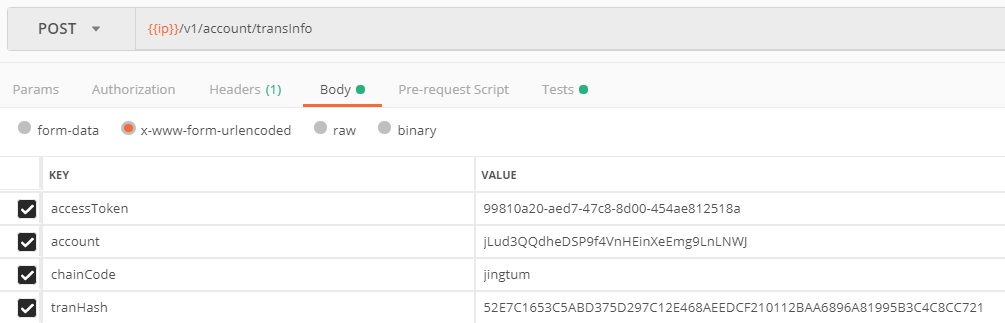 POST {{ip}}/v1/account/transInfo
Params Authorization Headers (1) Body Pre-request Script Tests
form-data x-www-form-urlencoded raw binary
KEY VALUE
accessToken 99810a20-aed7-47c8-8d00-454ae812518a
account jLud3QQdheDSP9f4VnHEinXeEmg9LnLNWJ
chainCode jingtum
tranHash 52E7C1653C5ABD375D297C12E468AEEDCF210112BAA6896A81995B3C4C8CC721